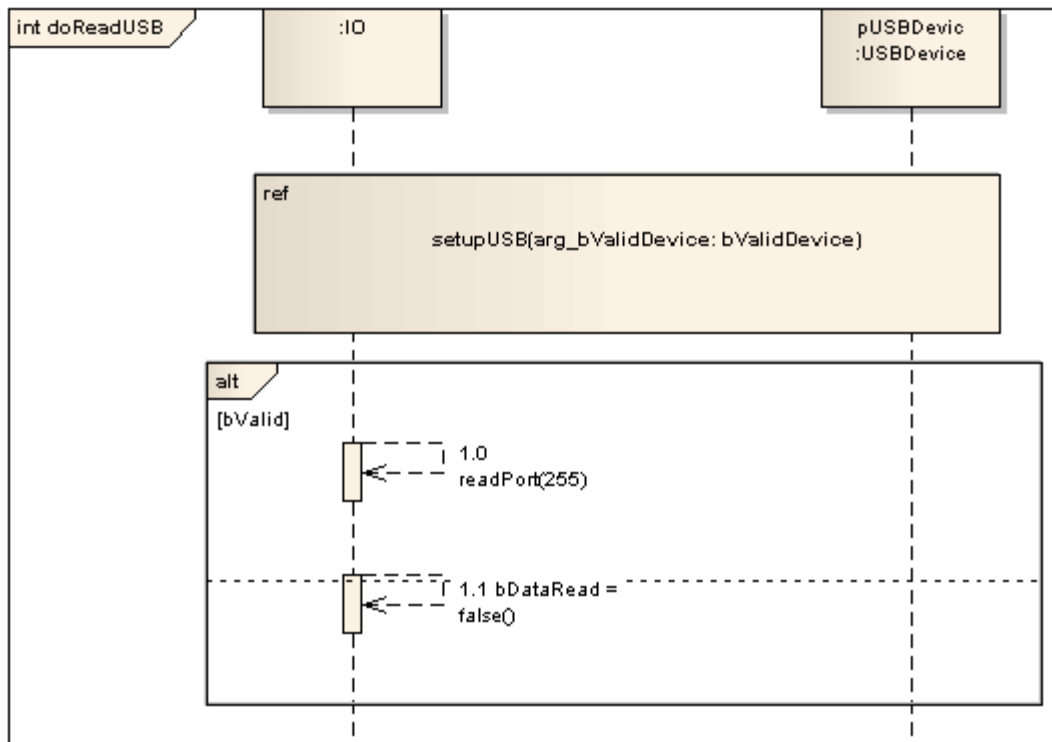 int doReadUSB
:IO
pUSBDevic
:USBDevice
ref
setupUSB(arg_bValidDevice: bValidDevice)
alt
[bValid]
1.0
readPort(255)
1.1 bDataRead =
false()